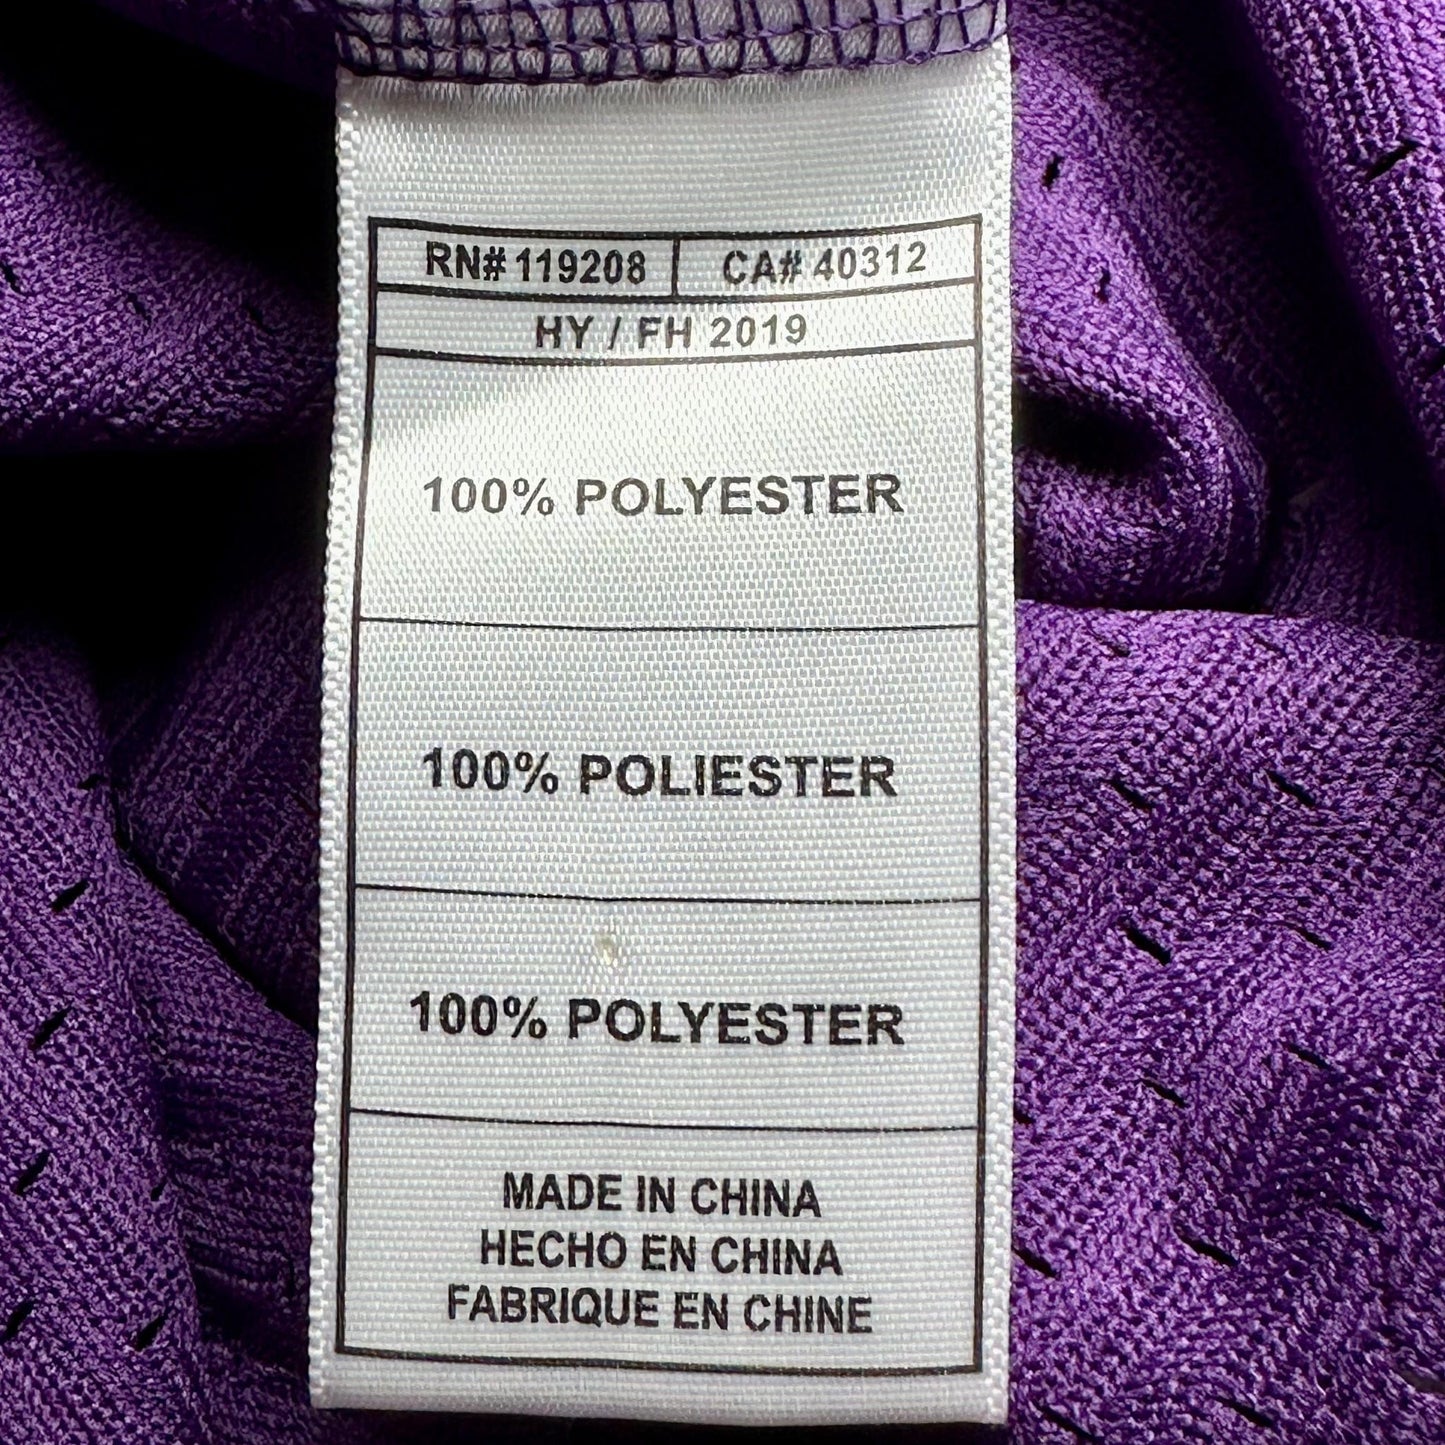 RN# 119208 CA# 40312
HY / FH 2019
100% POLYESTER
100% POLIESTER
100% POLYESTER
MADE IN CHINA
HECHO EN CHINA
FABRIQUE EN CHINE